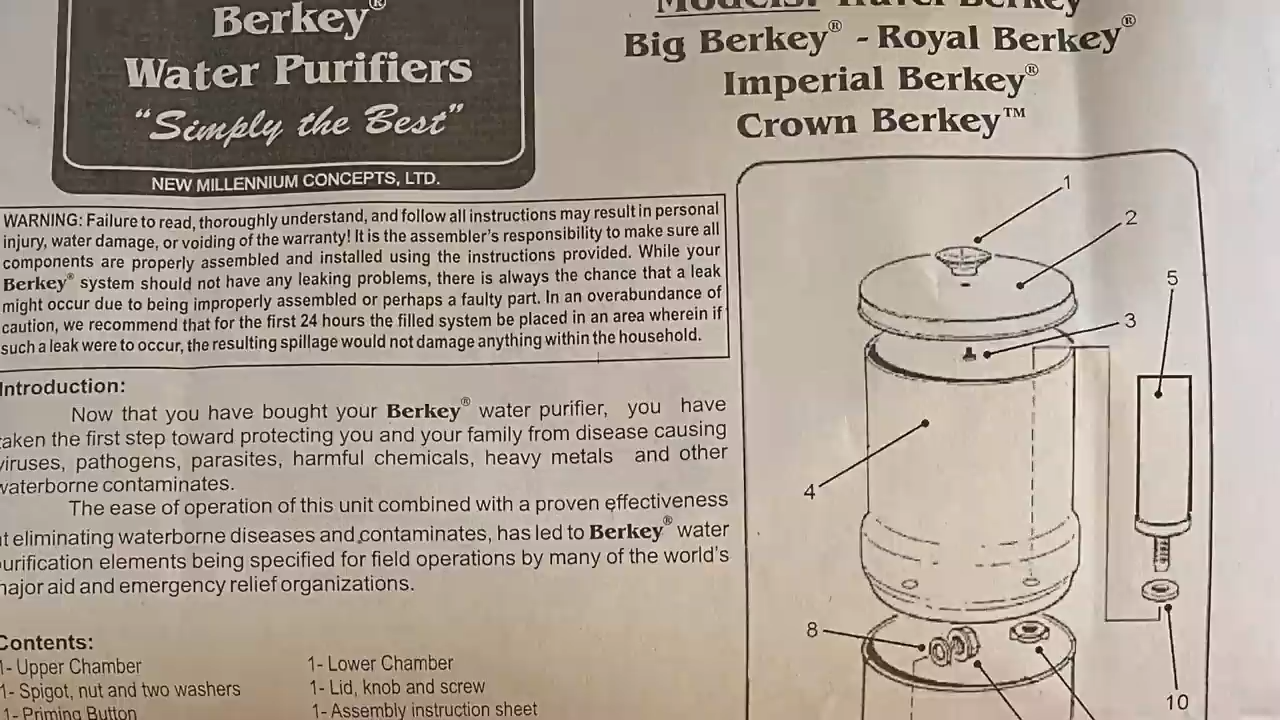 Berkey®
Water Purifiers
"Simply the Best"
NEW MILLENNIUM CONCEPTS, LTD.
Models: Travel Berkey
Big Berkey® - Royal Berkey®
Imperial Berkey®
Crown Berkey™
WARNING: Failure to read, thoroughly understand, and follow all instructions may result in personal
injury, water damage, or voiding of the warranty! It is the assembler's responsibility to make sure all
components are properly assembled and installed using the instructions provided. While your
Berkey® system should not have any leaking problems, there is always the chance that a leak
might occur due to being improperly assembled or perhaps a faulty part. In an overabundance of
caution, we recommend that for the first 24 hours the filled system be placed in an area wherein if
such a leak were to occur, the resulting spillage would not damage anything within the household.
Introduction:
Now that you have bought your Berkey® water purifier, you have
taken the first step toward protecting you and your family from disease causing
viruses, pathogens, parasites, harmful chemicals, heavy metals and other
waterborne contaminates.
The ease of operation of this unit combined with a proven effectiveness
at eliminating waterborne diseases and contaminates, has led to Berkey® water
purification elements being specified for field operations by many of the world's
major aid and emergency relief organizations.
Contents:
1- Upper Chamber
1- Lower Chamber
1- Spigot, nut and two washers
1- Lid, knob and screw
1- Priming Button
1- Assembly instruction sheet
1
2
5
3
4
8
10